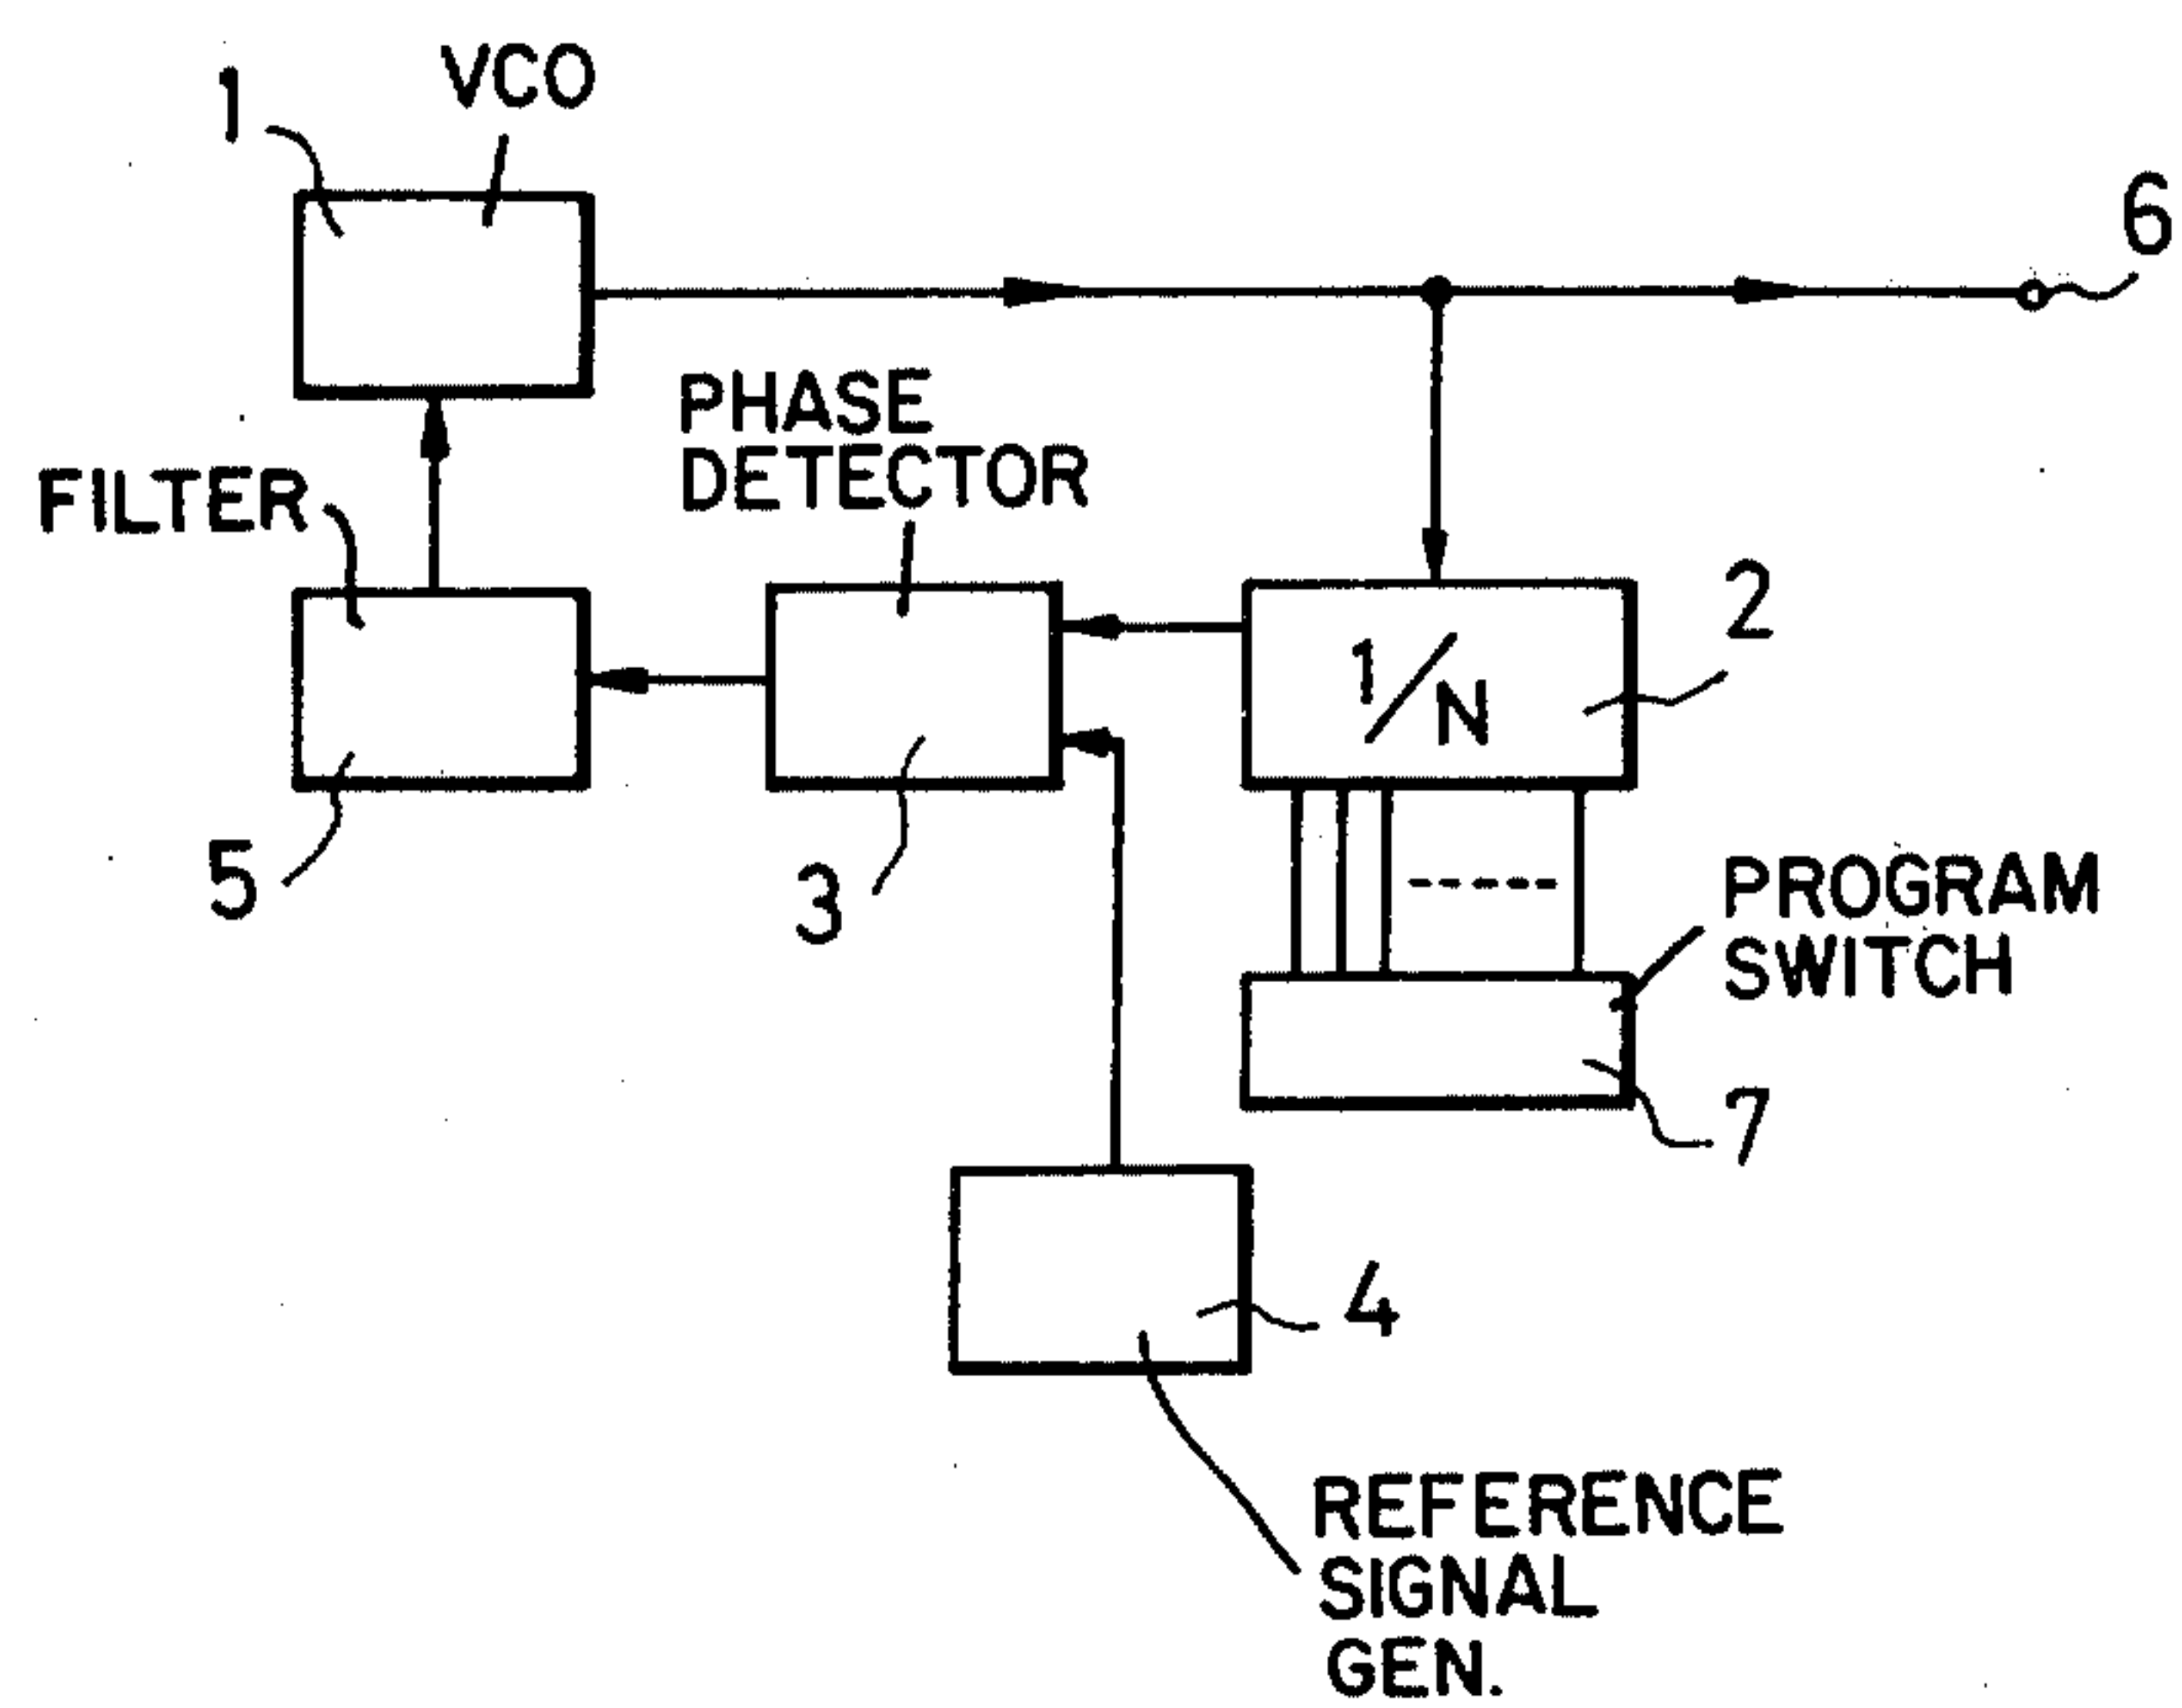 1
VCO
6
PHASE
DETECTOR
FILTER
2
1/N
5
3
PROGRAM
SWITCH
7
4
REFERENCE
SIGNAL
GEN.